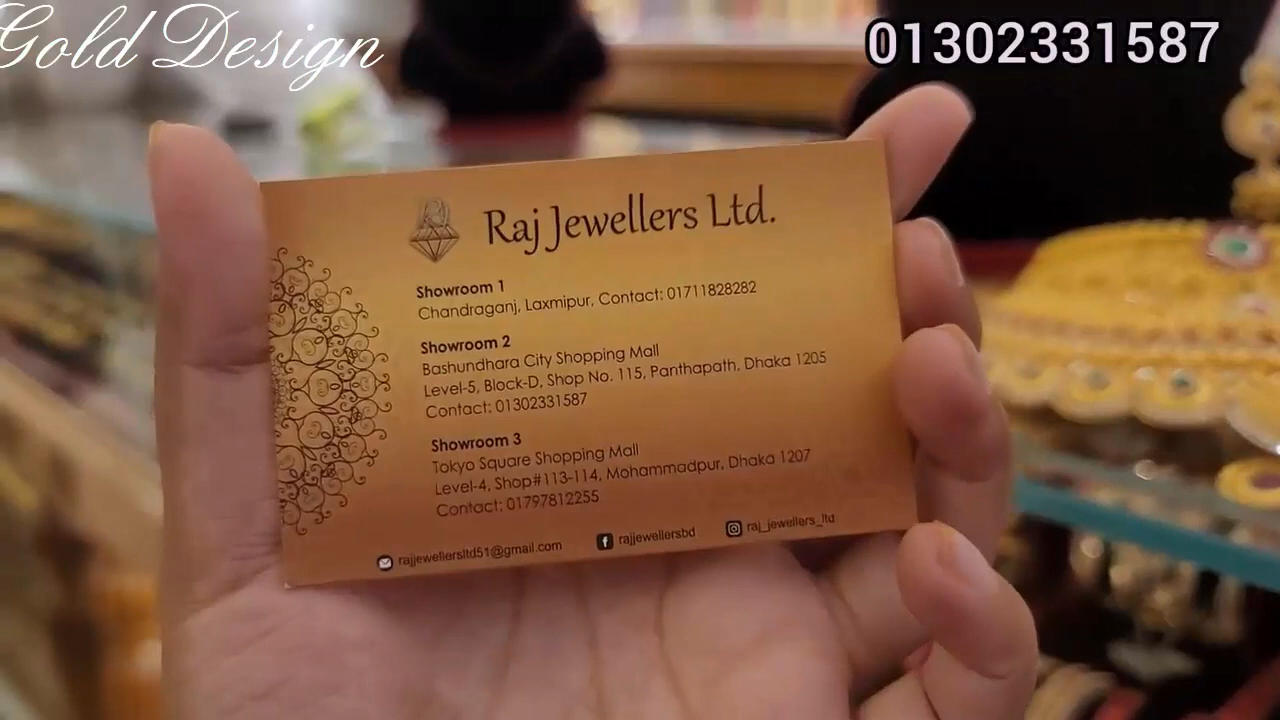 Gold Design
01302331587
Raj Jewellers Ltd.
Showroom 1
Chandraganj, Laxmipur, Contact: 01711828282
Showroom 2
Bashundhara City Shopping Mall
Level-5, Block-D, Shop No. 115, Panthapath, Dhaka 1205
Contact: 01302331587
Showroom 3
Tokyo Square Shopping Mall
Level-4, Shop#113-114, Mohammadpur, Dhaka 1207
Contact: 01797812255
rajjewellersltd51@gmail.com rajjewellersbd raj_jewellers_ltd